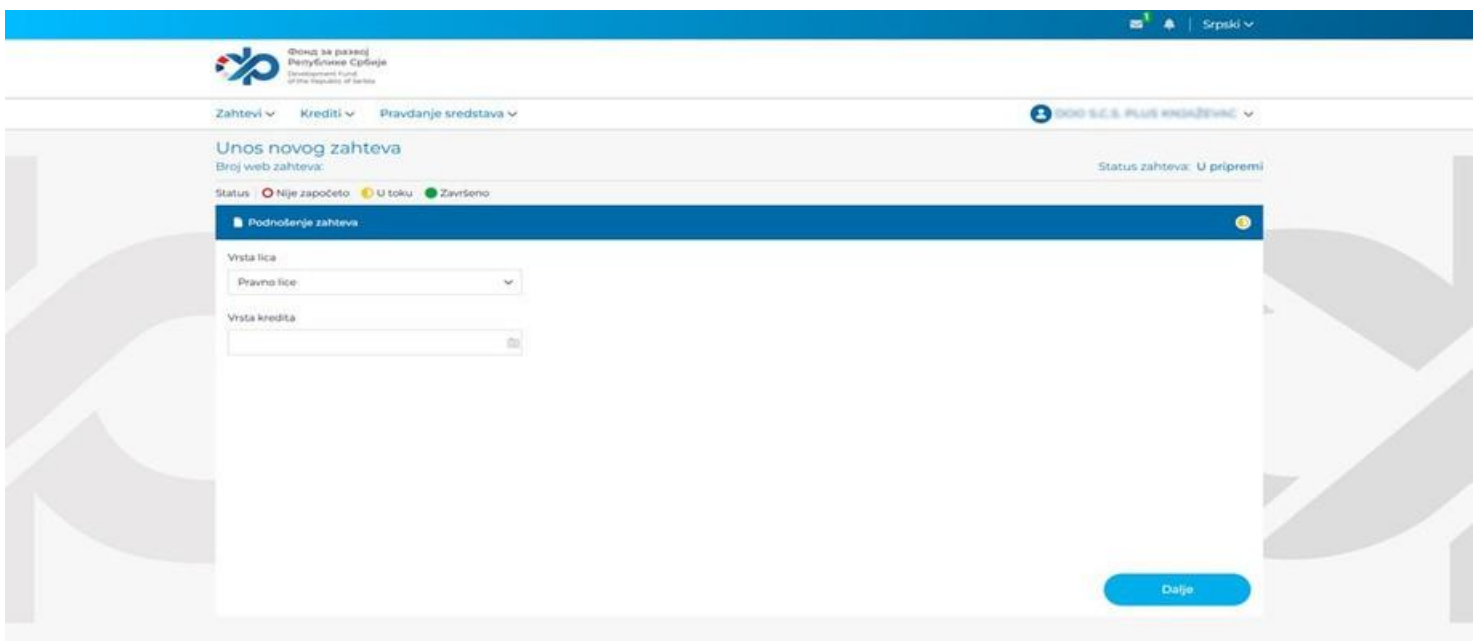 1
Srpski
Фонд за развој
Републике Србије
Development Fund
of the Republic of Serbia
Zahtevi Krediti Pravdanje sredstava
Unos novog zahteva
Broj web zahteva:
Status zahteva: U pripremi
Status Nije započeto U toku Završeno
Podnošenje zahteva
Vrsta lica
Pravno lice
Vrsta kredita
Dalje